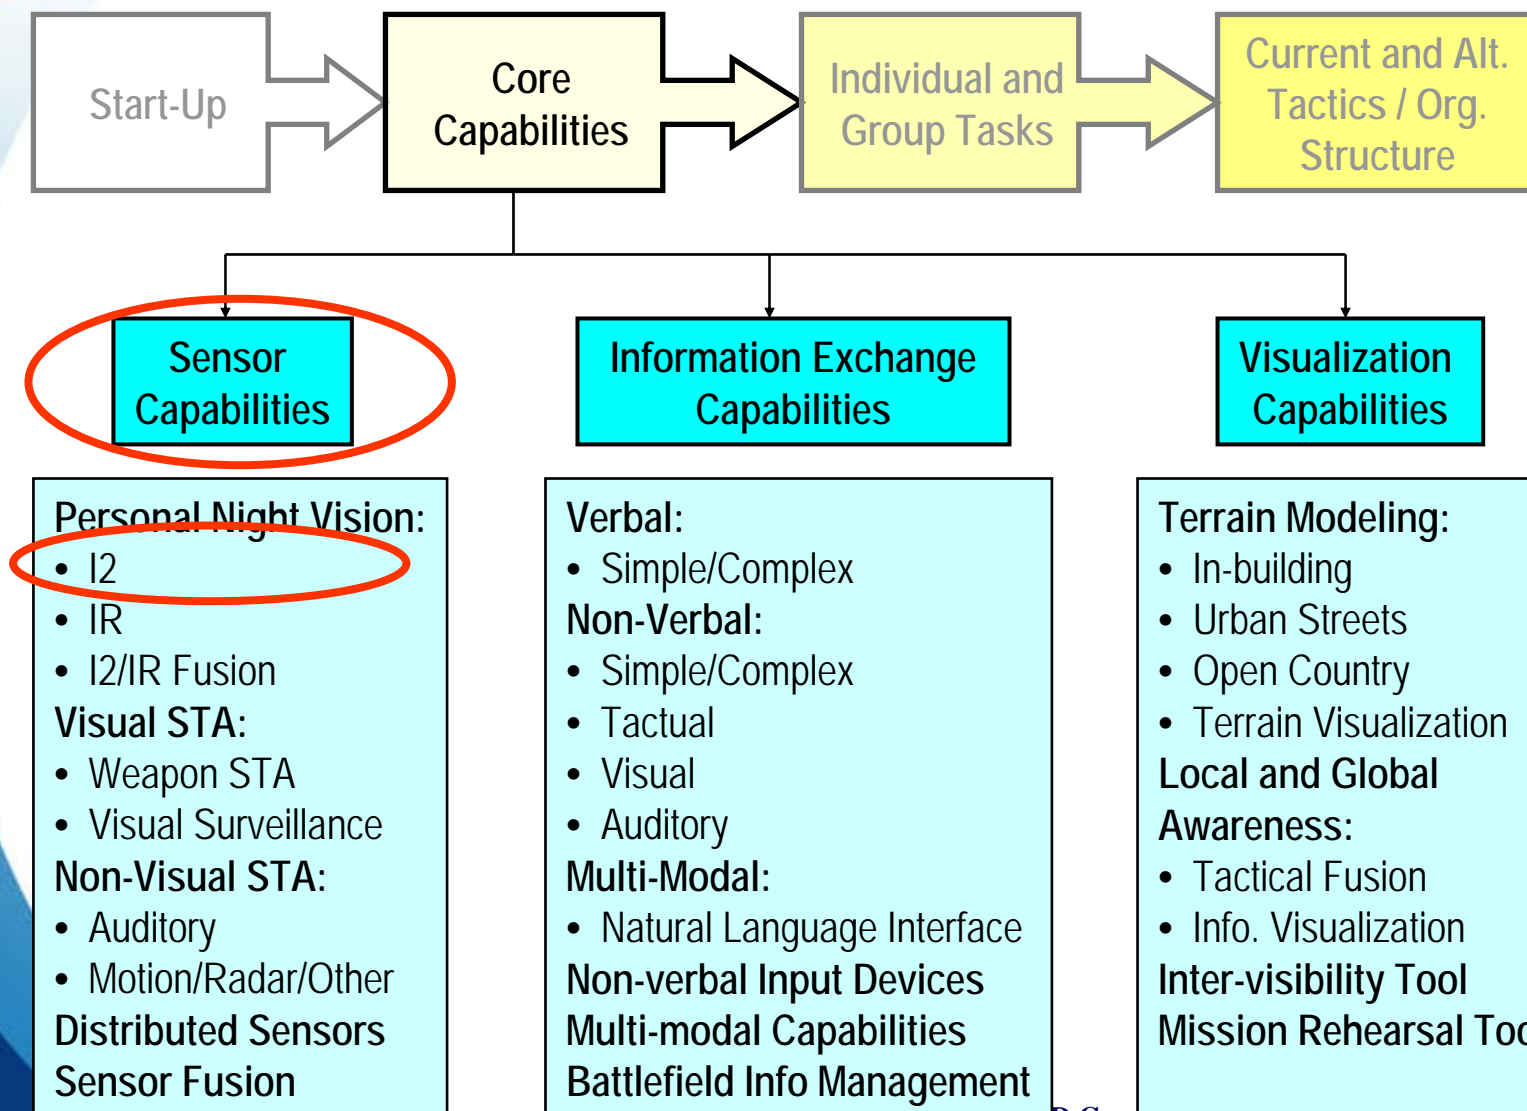 Start-Up
Core
Capabilities
Individual and
Group Tasks
Current and Alt.
Tactics / Org.
Structure
Sensor
Capabilities
Information Exchange
Capabilities
Visualization
Capabilities
Personal Night Vision:
• I2
• IR
• I2/IR Fusion
Visual STA:
• Weapon STA
• Visual Surveillance
Non-Visual STA:
• Auditory
• Motion/Radar/Other
Distributed Sensors
Sensor Fusion
Verbal:
• Simple/Complex
Non-Verbal:
• Simple/Complex
• Tactual
• Visual
• Auditory
Multi-Modal:
• Natural Language Interface
Non-verbal Input Devices
Multi-modal Capabilities
Battlefield Info Management
Terrain Modeling:
• In-building
• Urban Streets
• Open Country
• Terrain Visualization
Local and Global
Awareness:
• Tactical Fusion
• Info. Visualization
Inter-visibility Tool
Mission Rehearsal